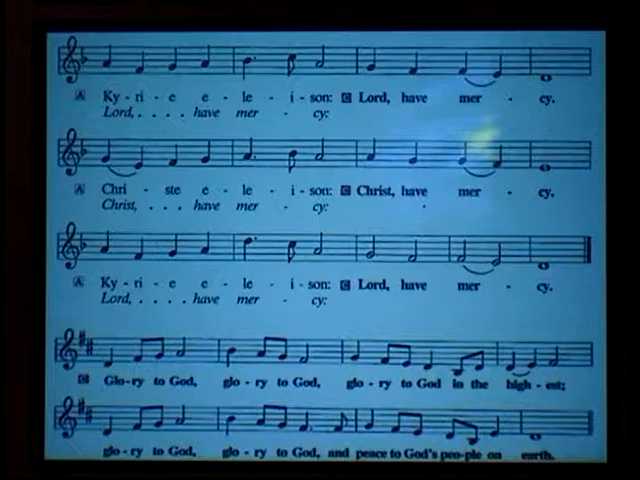 A Ky - ri - e e - le - i - son: C Lord, have mer - cy.
Lord, . . . . have mer - cy:
A Chri - ste e - le - i - son: C Christ, have mer - cy.
Christ, . . . have mer - cy:
A Ky - ri - e e - le - i - son: C Lord, have mer - cy.
Lord, . . . . have mer - cy:
C Glo - ry to God, glo - ry to God, glo - ry to God in the high - est;
glo - ry to God, glo - ry to God, and peace to God's peo-ple on earth.